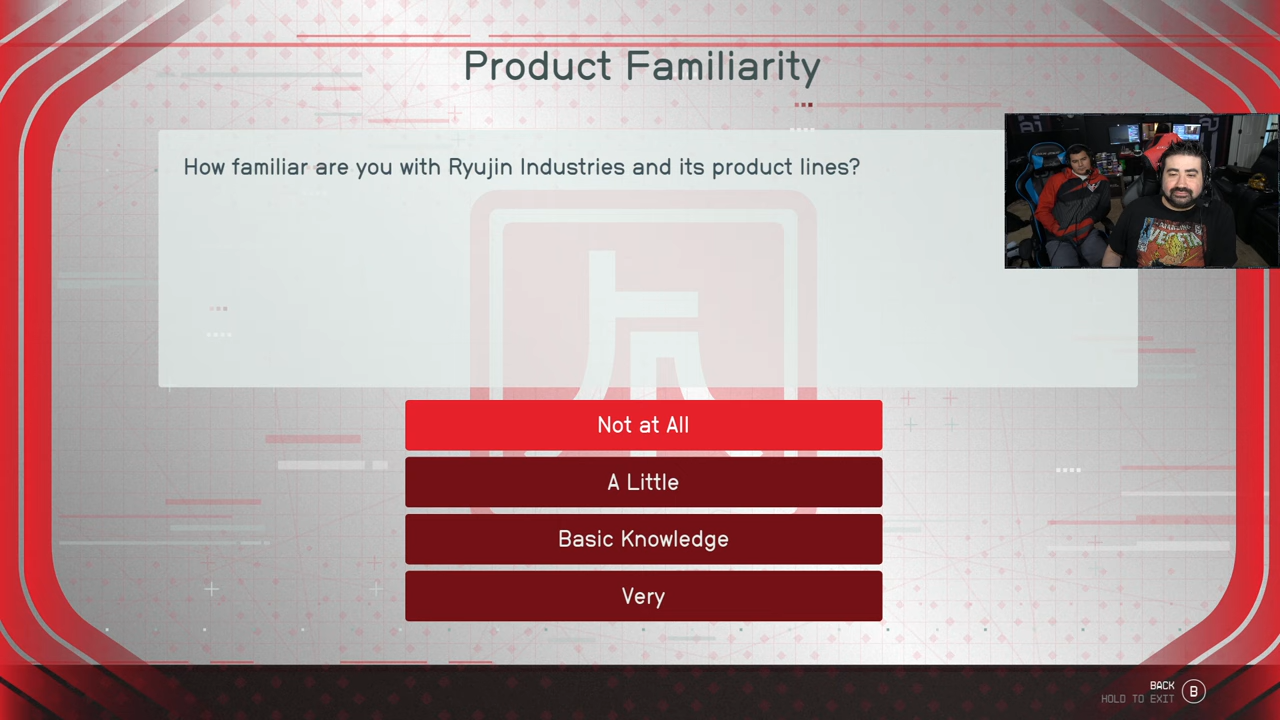 Product Familiarity
How familiar are you with Ryujin Industries and its product lines?
Not at All
A Little
Basic Knowledge
Very
BACK
HOLD TO EXIT
B